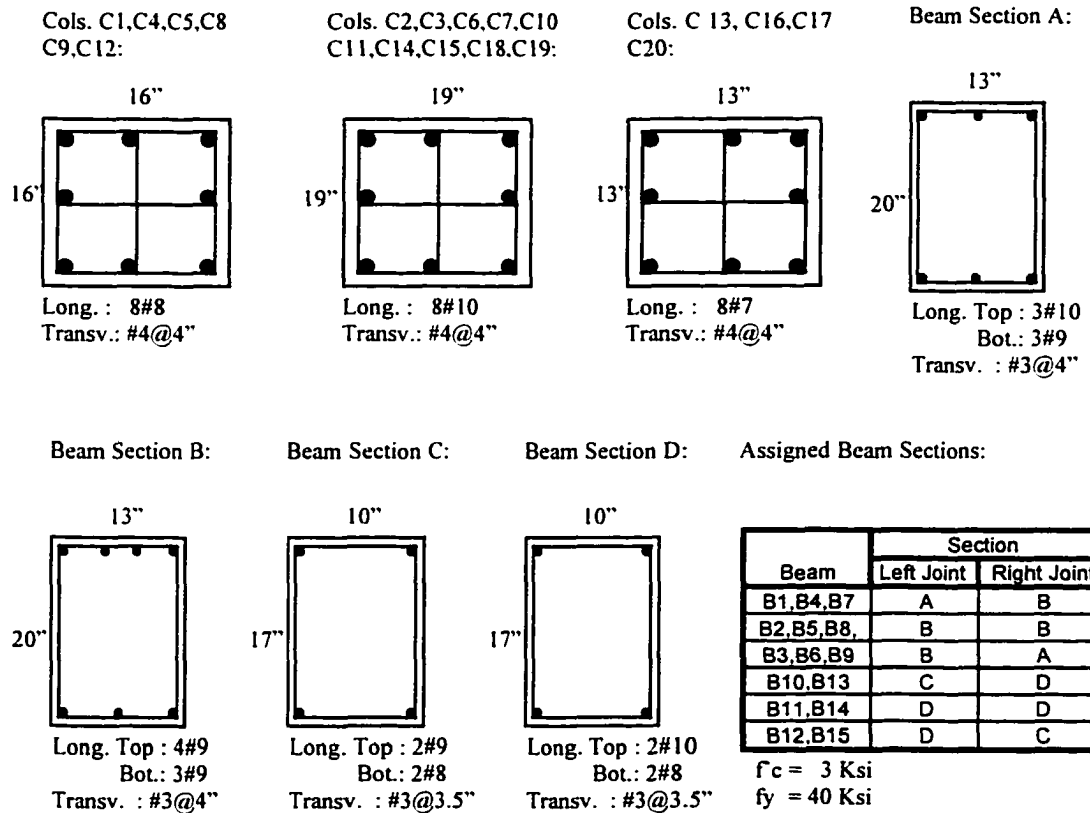 Cols. C1,C4,C5,C8
C9,C12:
Cols. C2,C3,C6,C7,C10
C11,C14,C15,C18,C19:
Cols. C 13, C16,C17
C20:
Beam Section A:
16”
19”
13”
13”
16”
19”
13”
20”
Long. : 8#8
Transv.: #4@4”
Long. : 8#10
Transv.: #4@4”
Long. : 8#7
Transv.: #4@4”
Long. Top : 3#10
Bot.: 3#9
Transv. : #3@4”
Beam Section B:
Beam Section C:
Beam Section D:
Assigned Beam Sections:
13”
10”
10”
20”
17”
17”
Long. Top : 4#9
Bot.: 3#9
Transv. : #3@4”
Long. Top : 2#9
Bot.: 2#8
Transv. : #3@3.5”
Long. Top : 2#10
Bot.: 2#8
Transv. : #3@3.5”
Section
Beam Left Joint Right Joint
B1,B4,B7 A B
B2,B5,B8, B B
B3,B6,B9 B A
B10,B13 C D
B11,B14 D D
B12,B15 D C
f'c = 3 Ksi
fy = 40 Ksi